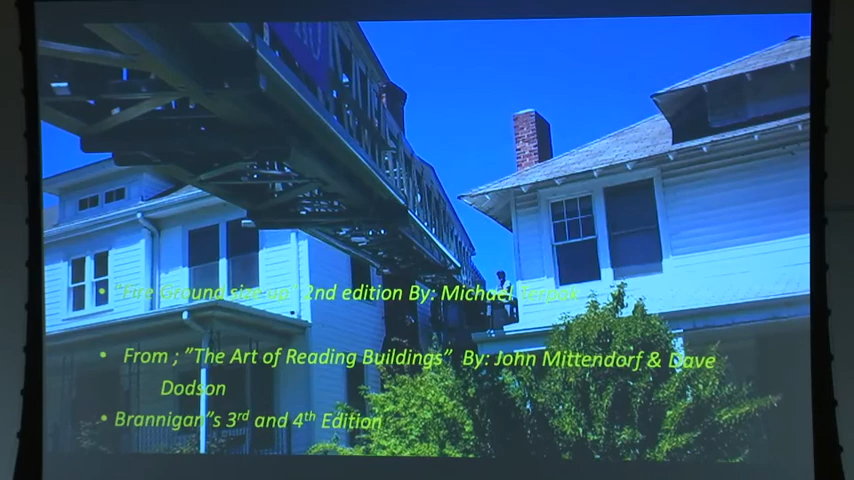 • "Fire Ground size up" 2nd edition By: Michael Terpak
• From ; "The Art of Reading Buildings" By: John Mittendorf & Dave
Dodson
• Brannigan"s 3rd and 4th Edition